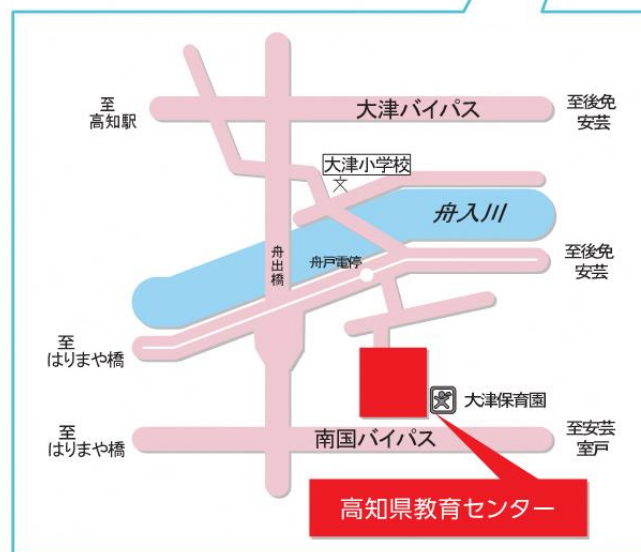 至
高知駅
大津バイパス
至後免
安芸
大津小学校
文
舟入川
舟出橋
舟戸電停
至後免
安芸
至
はりまや橋
大津保育園
至
はりまや橋
南国バイパス
至安芸
室戸
高知県教育センター